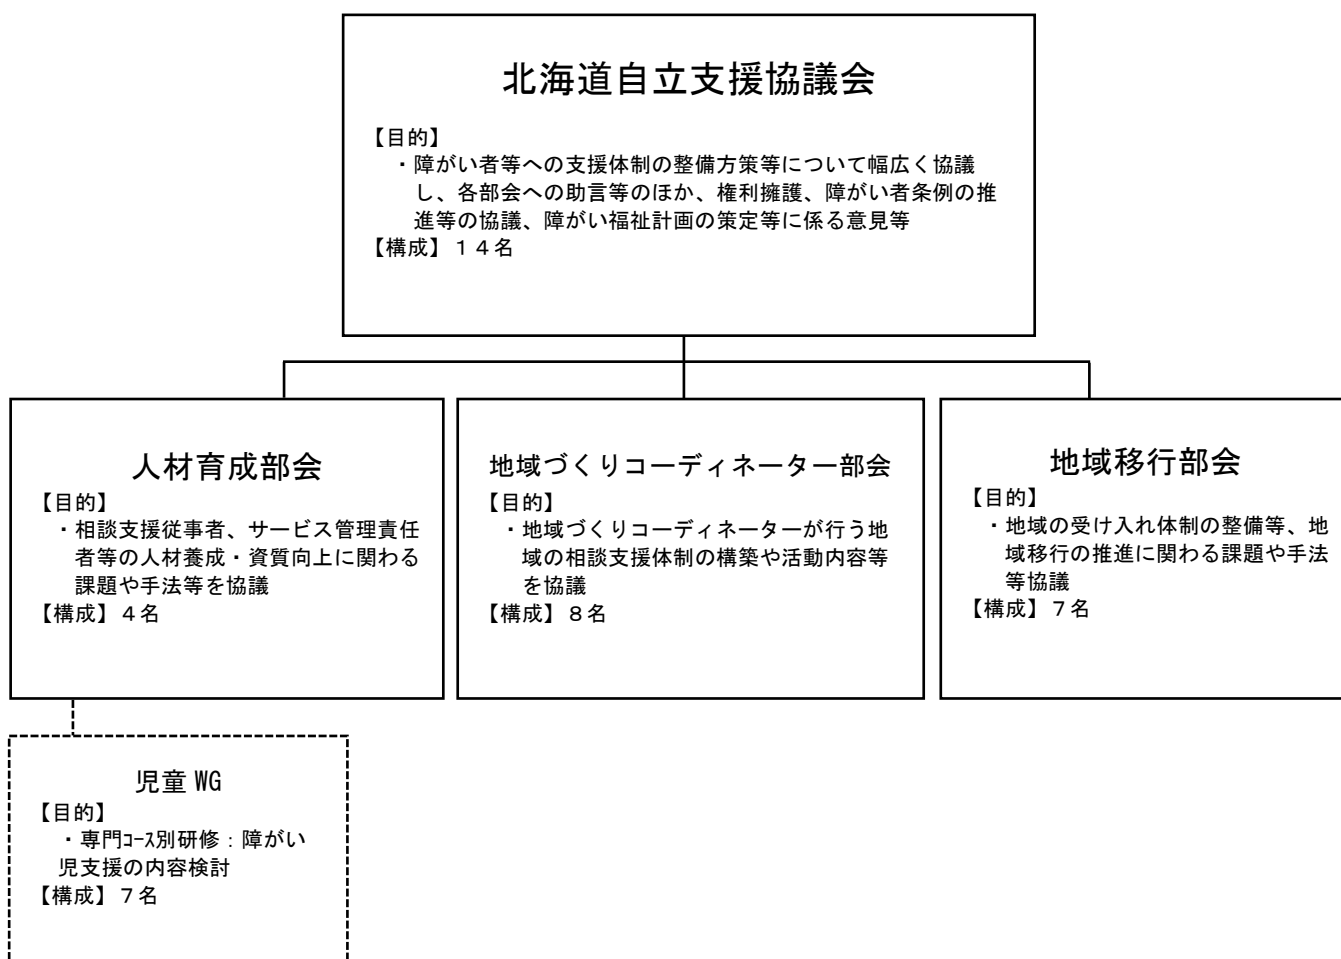 北海道自立支援協議会
【目的】
・障がい者等への支援体制の整備方策等について幅広く協議
し、各部会への助言等のほか、権利擁護、障がい者条例の推
進等の協議、障がい福祉計画の策定等に係る意見等
【構成】１４名
人材育成部会
【目的】
・相談支援従事者、サービス管理責任
者等の人材養成・資質向上に関わる
課題や手法等を協議
【構成】４名
地域づくりコーディネーター部会
【目的】
・地域づくりコーディネーターが行う地
域の相談支援体制の構築や活動内容等
を協議
【構成】８名
地域移行部会
【目的】
・地域の受け入れ体制の整備等、地
域移行の推進に関わる課題や手法
等協議
【構成】７名
児童 WG
【目的】
・専門ｺｰｽ別研修：障がい
児支援の内容検討
【構成】７名